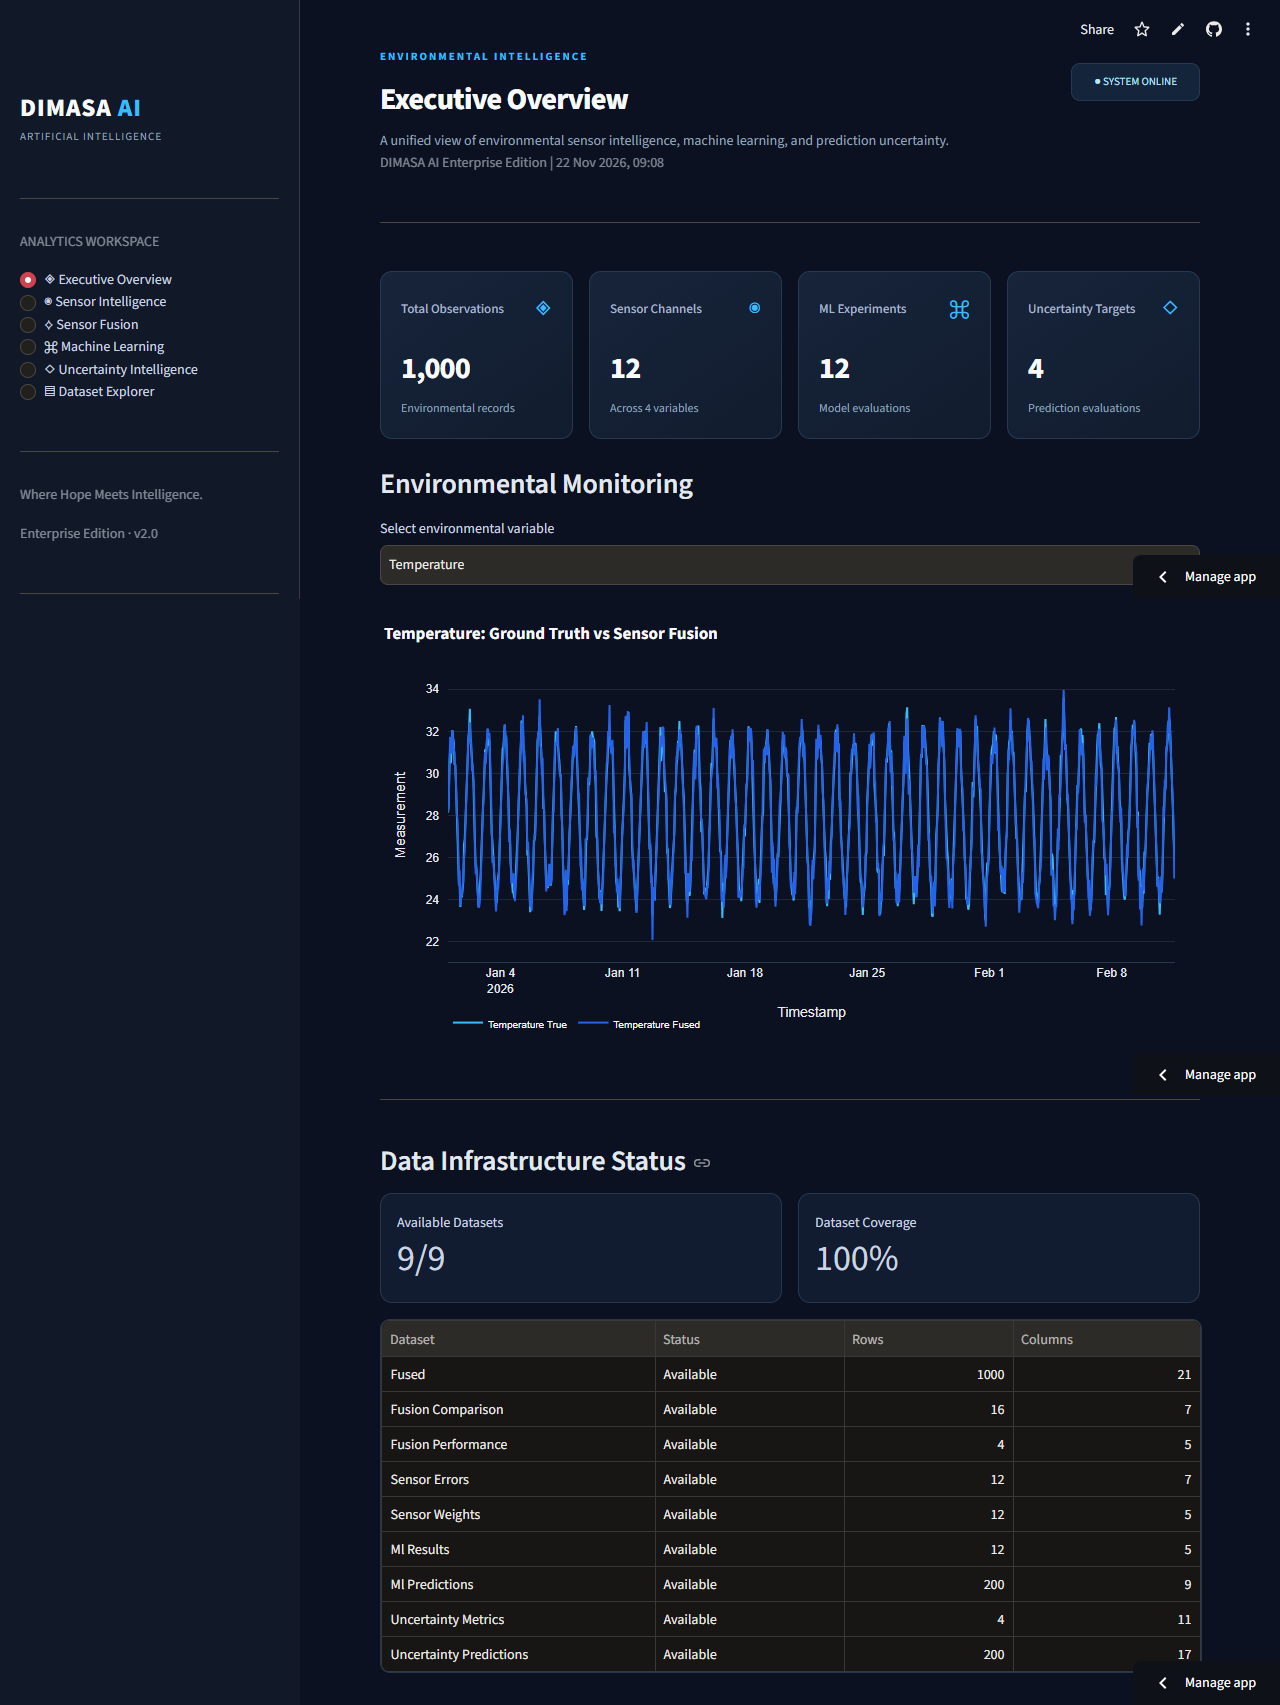 Share
ENVIRONMENTAL INTELLIGENCE
Executive Overview
SYSTEM ONLINE
A unified view of environmental sensor intelligence, machine learning, and prediction uncertainty.
DIMASA AI Enterprise Edition | 22 Nov 2026, 09:08
DIMASA AI
ARTIFICIAL INTELLIGENCE
ANALYTICS WORKSPACE
Executive Overview
Sensor Intelligence
Sensor Fusion
⌘ Machine Learning
Uncertainty Intelligence
Dataset Explorer
Where Hope Meets Intelligence.
Enterprise Edition · v2.0
Total Observations
1,000
Environmental records
Sensor Channels
12
Across 4 variables
ML Experiments ⌘
12
Model evaluations
Uncertainty Targets
4
Prediction evaluations
Environmental Monitoring
Select environmental variable
Temperature
Manage app
Temperature: Ground Truth vs Sensor Fusion
Measurement
34
32
30
28
26
24
22
Jan 4 Jan 11 Jan 18 Jan 25 Feb 1 Feb 8
2026
Timestamp
Temperature True Temperature Fused
Manage app
Data Infrastructure Status
Available Datasets
9/9
Dataset Coverage
100%
Dataset Status Rows Columns
Fused Available 1000 21
Fusion Comparison Available 16 7
Fusion Performance Available 4 5
Sensor Errors Available 12 7
Sensor Weights Available 12 5
Ml Results Available 12 5
Ml Predictions Available 200 9
Uncertainty Metrics Available 4 11
Uncertainty Predictions Available 200 17
Manage app